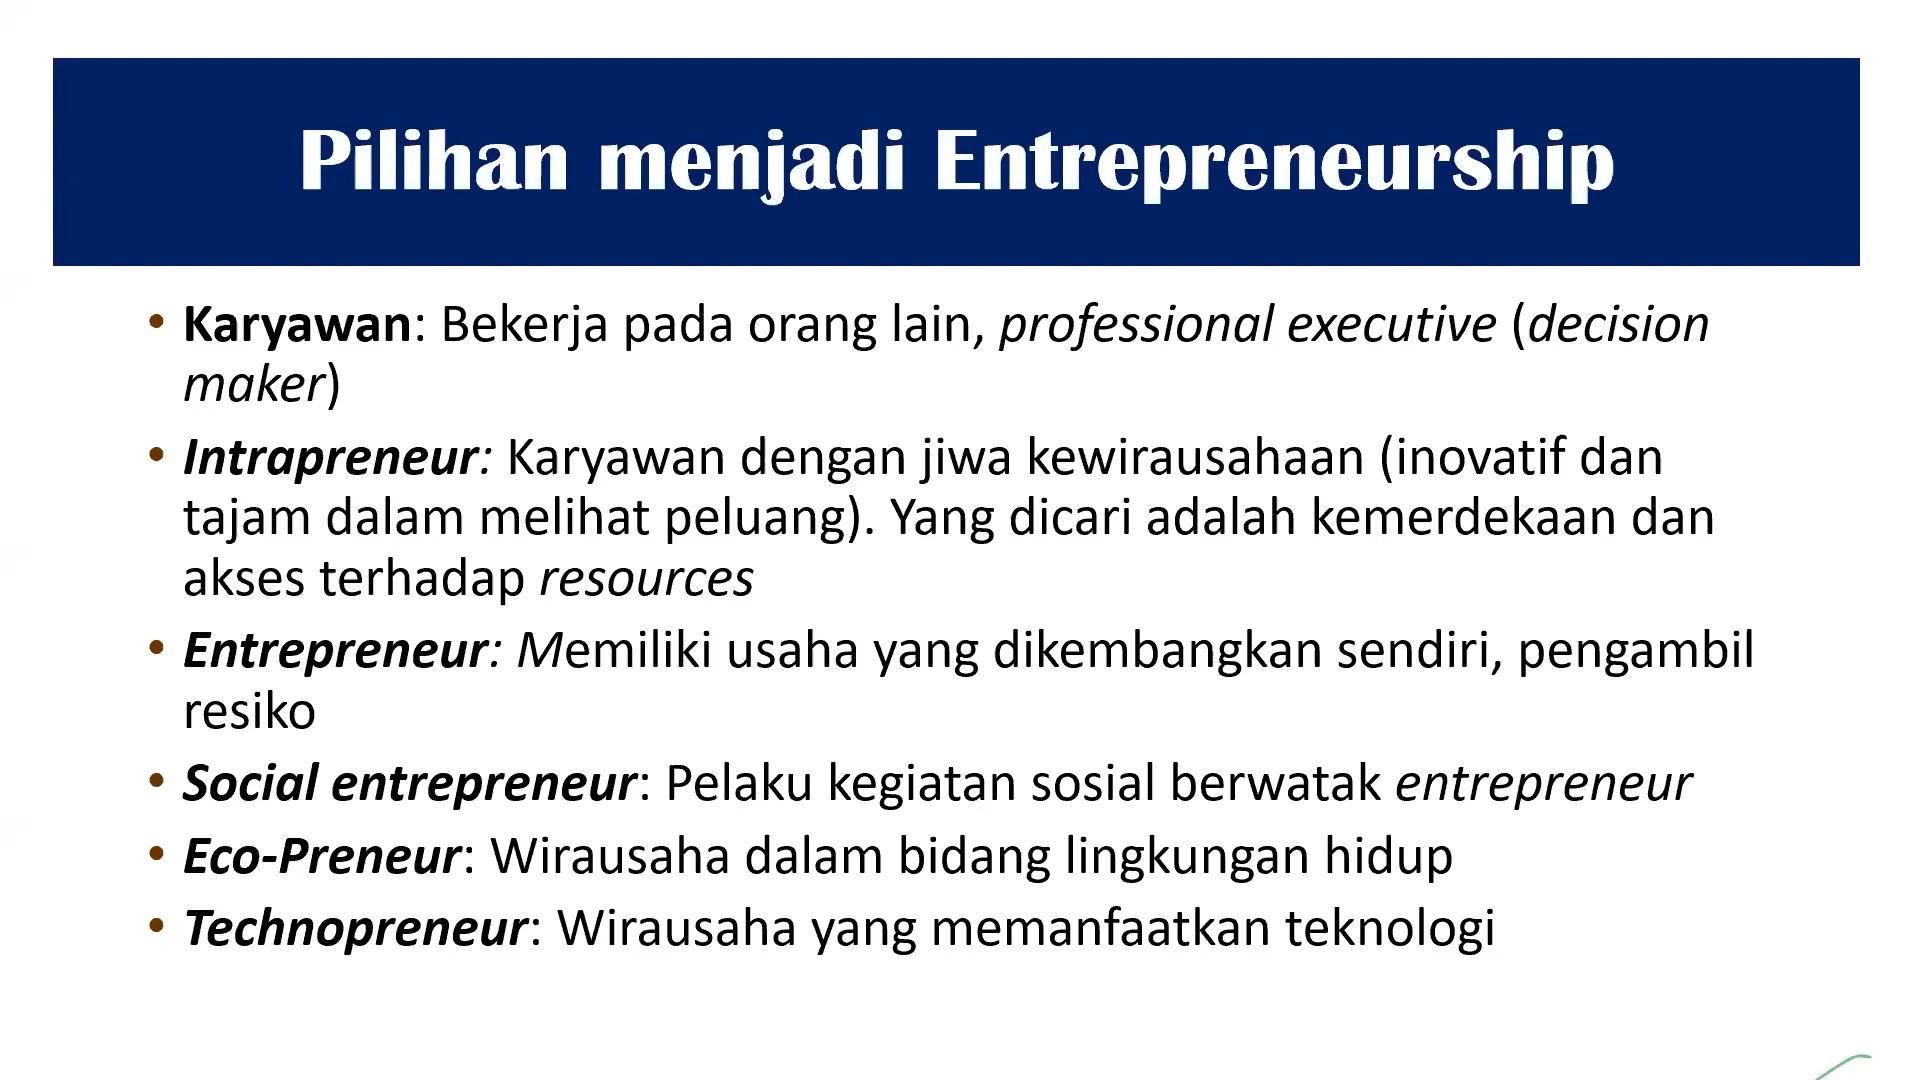 Pilihan menjadi Entrepreneurship
• Karyawan: Bekerja pada orang lain, professional executive (decision
maker)
• Intrapreneur: Karyawan dengan jiwa kewirausahaan (inovatif dan
tajam dalam melihat peluang). Yang dicari adalah kemerdekaan dan
akses terhadap resources
• Entrepreneur: Memiliki usaha yang dikembangkan sendiri, pengambil
resiko
• Social entrepreneur: Pelaku kegiatan sosial berwatak entrepreneur
• Eco-Preneur: Wirausaha dalam bidang lingkungan hidup
• Technopreneur: Wirausaha yang memanfaatkan teknologi